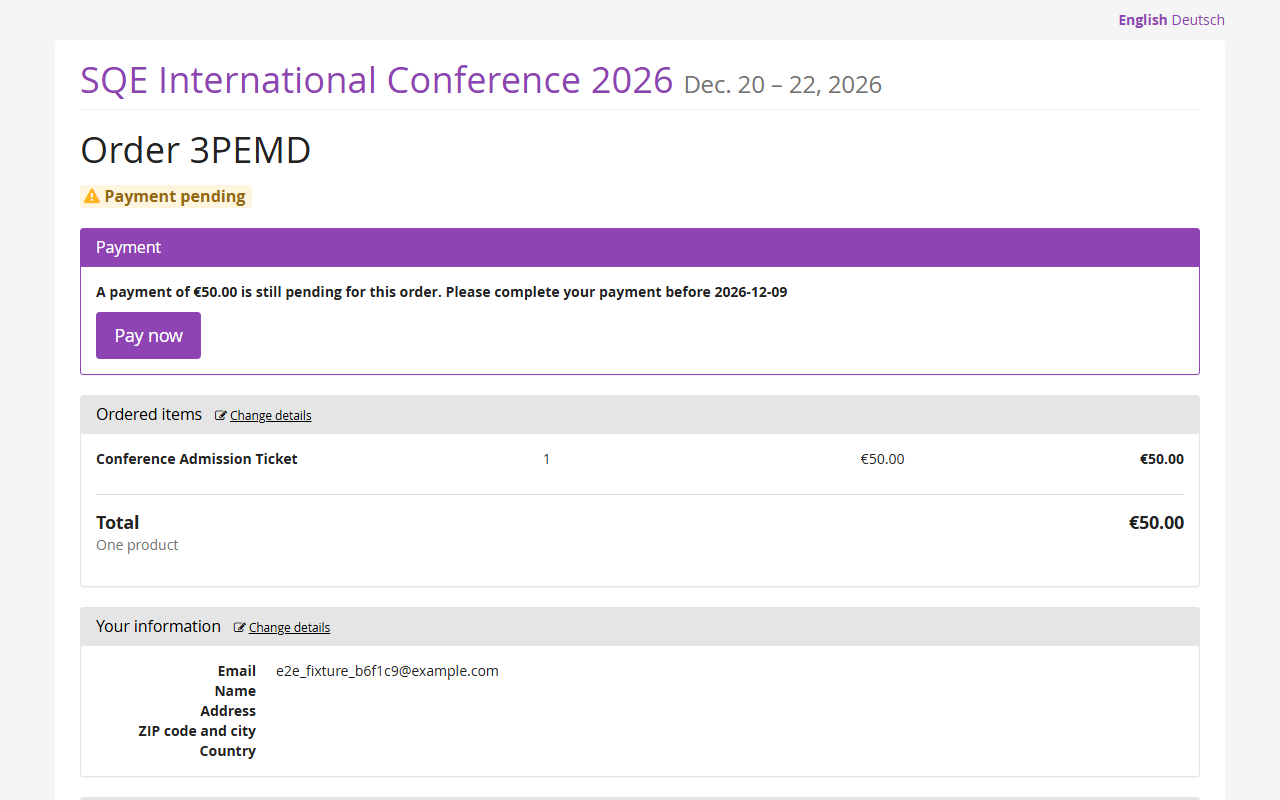 English Deutsch
SQE International Conference 2026 Dec. 20 – 22, 2026
Order 3PEMD
Payment pending
Payment
A payment of €50.00 is still pending for this order. Please complete your payment before 2026-12-09
Pay now
Ordered items Change details
Conference Admission Ticket 1 €50.00 €50.00
Total €50.00
One product
Your information Change details
Email e2e_fixture_b6f1c9@example.com
Name
Address
ZIP code and city
Country